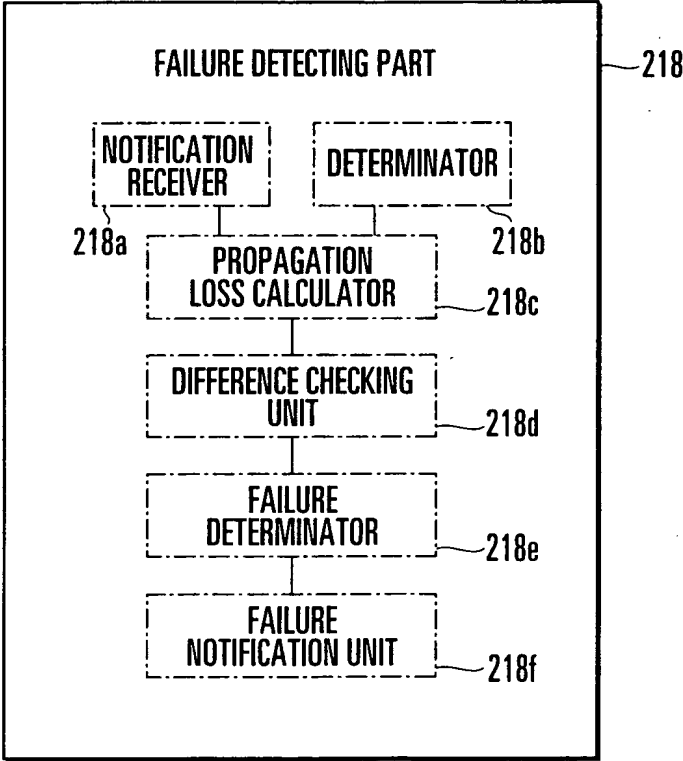 FAILURE DETECTING PART
218
NOTIFICATION
RECEIVER
218a
DETERMINATOR
218b
PROPAGATION
LOSS CALCULATOR
218c
DIFFERENCE CHECKING
UNIT
218d
FAILURE
DETERMINATOR
218e
FAILURE
NOTIFICATION UNIT
218f